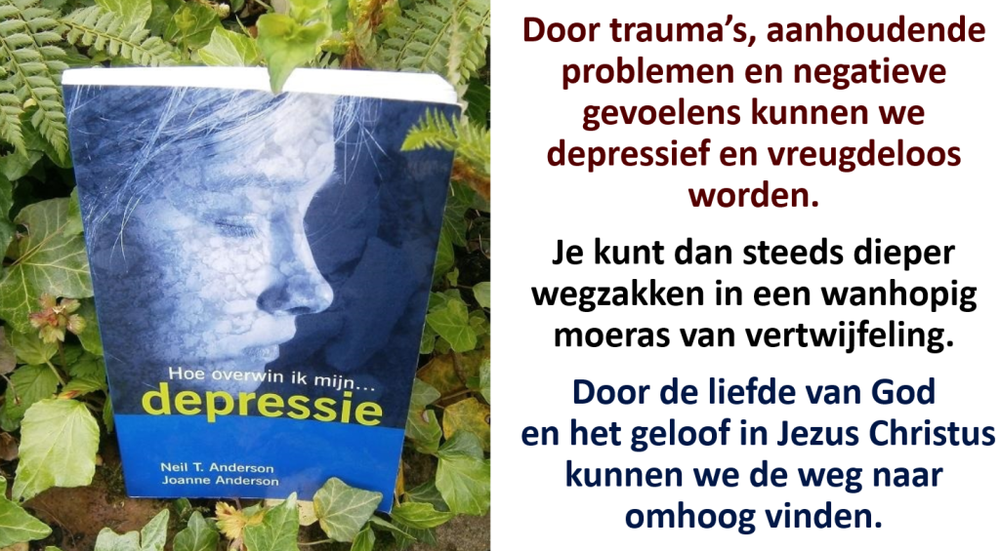 Hoe overwin ik mijn...
depressie
Neil T. Anderson
Joanne Anderson
Door trauma’s, aanhoudende
problemen en negatieve
gevoelens kunnen we
depressief en vreugdeloos
worden.
Je kunt dan steeds dieper
wegzakken in een wanhopig
moeras van vertwijfeling.
Door de liefde van God
en het geloof in Jezus Christus
kunnen we de weg naar
omhoog vinden.